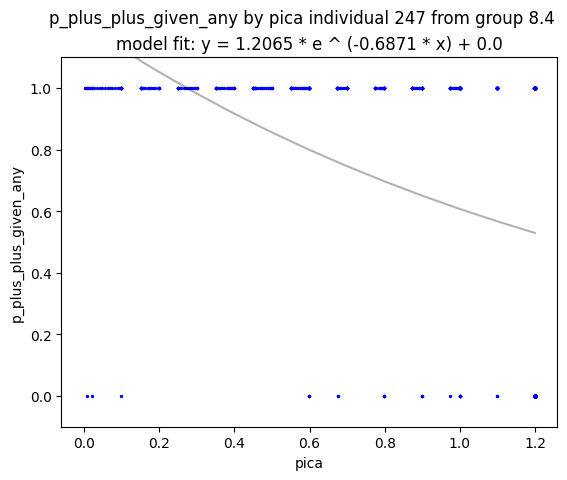 p_plus_plus_given_any by pica individual 247 from group 8.4
model fit: y = 1.2065 * e ^ (-0.6871 * x) + 0.0
1.0
0.8
0.6
0.4
0.2
0.0
p_plus_plus_given_any
0.0 0.2 0.4 0.6 0.8 1.0 1.2
pica